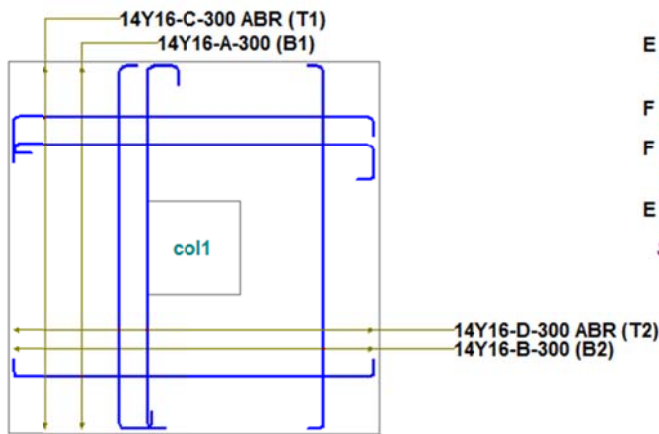 14Y16-C-300 ABR (T1)
14Y16-A-300 (B1)
E
F
F
E
col1
14Y16-D-300 ABR (T2)
14Y16-B-300 (B2)